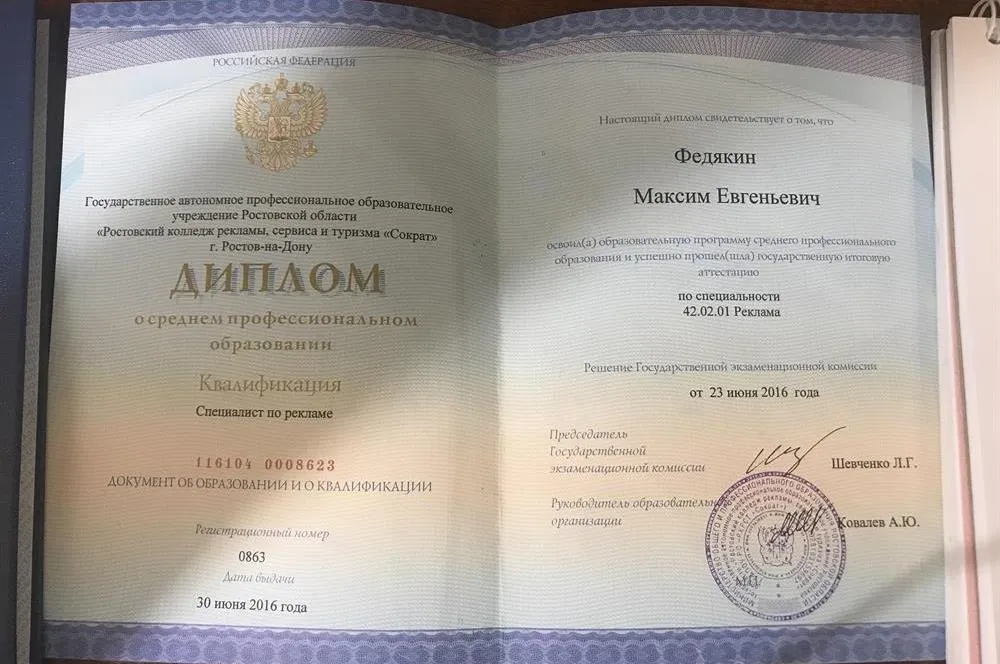 РОССИЙСКАЯ ФЕДЕРАЦИЯ
Государственное автономное профессиональное образовательное
учреждение Ростовской области
«Ростовский колледж рекламы, сервиса и туризма «Сократ»
г. Ростов-на-Дону
ДИПЛОМ
о среднем профессиональном
образовании
Квалификация
Специалист по рекламе
116104 0008623
ДОКУМЕНТ ОБ ОБРАЗОВАНИИ И О КВАЛИФИКАЦИИ
Регистрационный номер
0863
Дата выдачи
30 июня 2016 года
Настоящий диплом свидетельствует о том, что
Федякин
Максим Евгеньевич
освоил(а) образовательную программу среднего профессионального
образования и успешно прошел(шла) государственную итоговую
аттестацию
по специальности
42.02.01 Реклама
Решение Государственной экзаменационной комиссии
от 23 июня 2016 года
Председатель
Государственной
экзаменационной комиссии
Шевченко Л.Г.
Руководитель образовательн
организации
Ковалев А.Ю.
М.П.